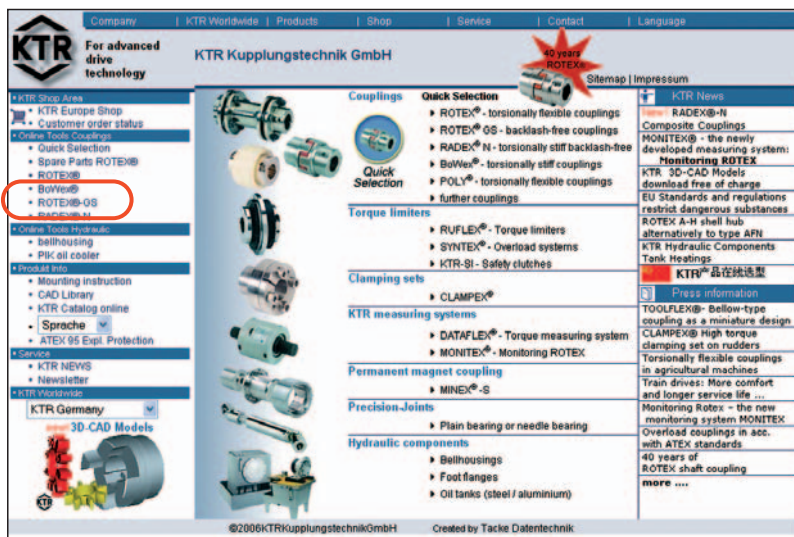 Company | KTR Worldwide | Products | Shop | Service | Contact | Language
KTR
For advanced
drive
technology
KTR Kupplungstechnik GmbH
40 years
ROTEX®
Sitemap | Impressum
• KTR Shop Area
• KTR Europe Shop
• Customer order status
• Online Tools Couplings
• Quick Selection
• Spare Parts ROTEX®
• ROTEX®
• BoWex®
• ROTEX®-GS
• RADEX®-N
• Online Tools Hydraulic
• bellhousing
• PIK oil cooler
• Produkt Info
• Mounting instruction
• CAD Library
• KTR Catalog online
• Sprache
• ATEX 95 Expl. Protection
• Service
• KTR NEWS
• Newsletter
• KTR Worldwide
KTR Germany
3D-CAD Models
KTR
Couplings
Quick
Selection
Quick Selection
ROTEX® - torsionally flexible couplings
ROTEX® GS - backlash-free couplings
RADEX® N - torsionally stiff backlash-free
BoWex® - torsionally stiff couplings
POLY® - torsionally flexible couplings
further couplings
Torque limiters
RUFLEX® - Torque limiters
SYNTEX® - Overload systems
KTR-SI - Safety clutches
Clamping sets
CLAMPEX®
KTR measuring systems
DATAFLEX® - Torque measuring system
MONITEX® - Monitoring ROTEX
Permanent magnet coupling
MINEX®-S
Precision-Joints
Plain bearing or needle bearing
Hydraulic components
Bellhousings
Foot flanges
Oil tanks (steel / aluminium)
KTR News
New! RADEX®-N
Composite Couplings
MONITEX® - the newly
developed measuring system:
Monitoring ROTEX
KTR 3D-CAD Models
download free of charge
EU Standards and regulations
restrict dangerous substances
ROTEX A-H shell hub
alternatively to type AFN
KTR Hydraulic Components
Tank Heatings
KTR产品在线选型
Press information
TOOLFLEX®- Bellow-type
coupling as a miniature design
CLAMPEX® High torque
clamping set on rudders
Torsionally flexible couplings
in agricultural machines
Train drives: More comfort
and longer service life ...
Monitoring Rotex - the new
monitoring system MONITEX
Overload couplings in acc.
with ATEX standards
40 years of
ROTEX shaft coupling
more ....
©2006KTRKupplungstechnikGmbH Created by Tacke Datentechnik